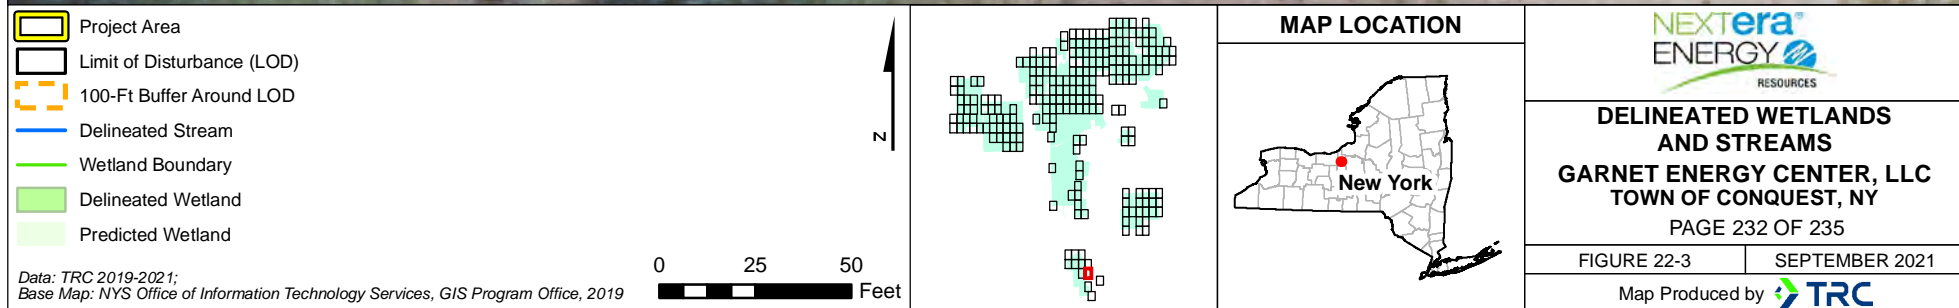 Project Area
Limit of Disturbance (LOD)
100-Ft Buffer Around LOD
Delineated Stream
Wetland Boundary
Delineated Wetland
Predicted Wetland
Data: TRC 2019-2021;
Base Map: NYS Office of Information Technology Services, GIS Program Office, 2019
0 25 50
Feet
N
MAP LOCATION
New York
NEXTera
ENERGY
RESOURCES
DELINEATED WETLANDS
AND STREAMS
GARNET ENERGY CENTER, LLC
TOWN OF CONQUEST, NY
PAGE 232 OF 235
FIGURE 22-3
SEPTEMBER 2021
Map Produced by TRC